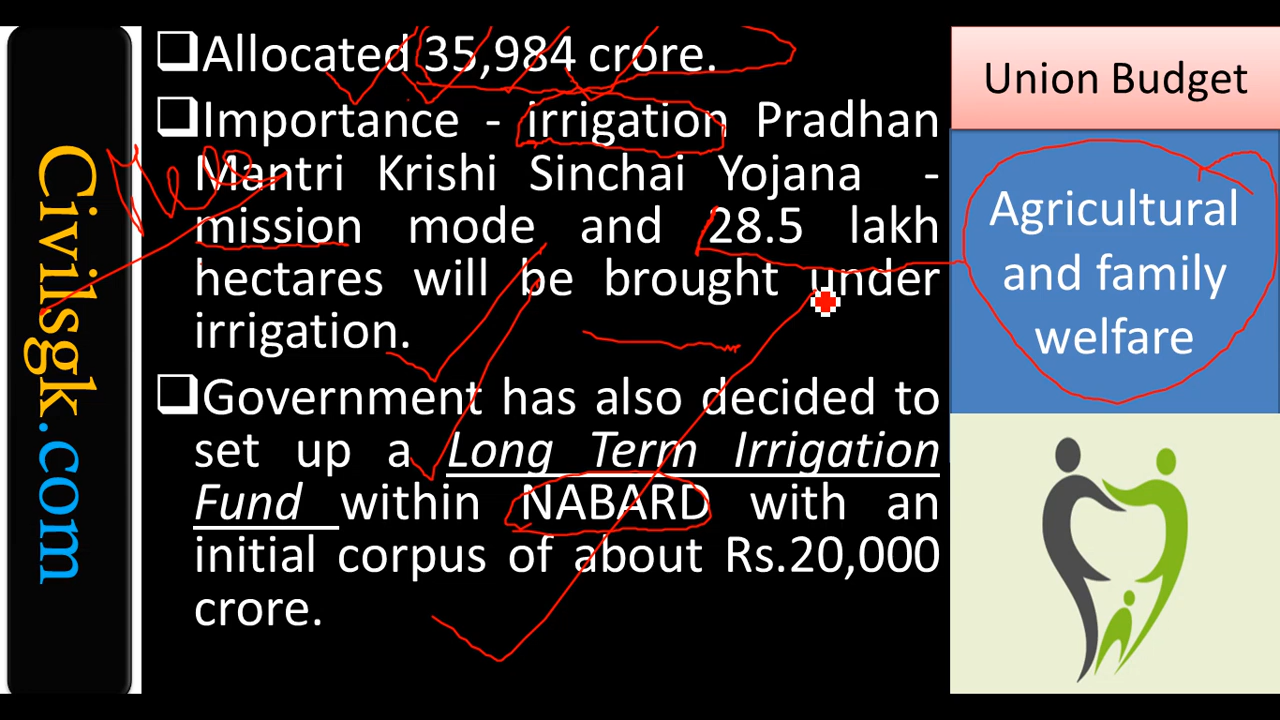 Allocated 35,984 crore.
Importance - irrigation Pradhan
Mantri Krishi Sinchai Yojana -
mission mode and 28.5 lakh
hectares will be brought under
irrigation.
Government has also decided to
set up a Long Term Irrigation
Fund within NABARD with an
initial corpus of about Rs.20,000
crore.
Union Budget
Agricultural
and family
welfare
Civilsgk.com